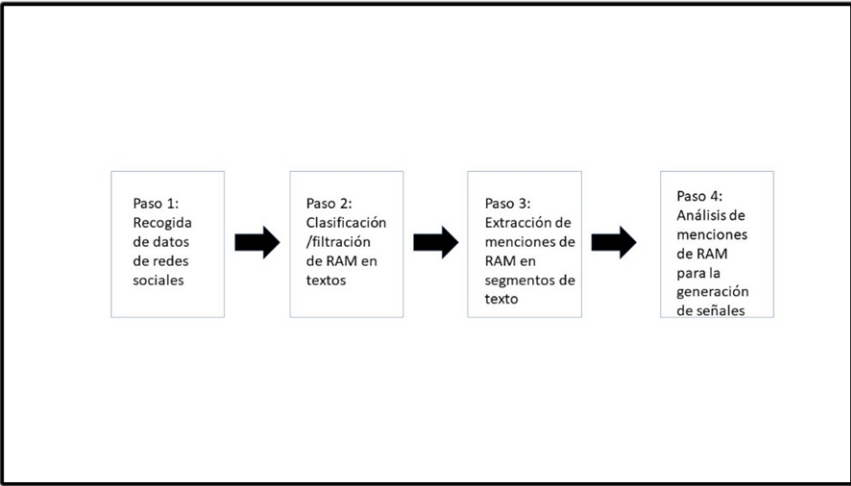 Paso 1:
Recogida
de datos
de redes
sociales
Paso 2:
Clasificación
/filtración
de RAM en
textos
Paso 3:
Extracción de
menciones de
RAM en
segmentos de
texto
Paso 4:
Análisis de
menciones
de RAM
para la
generación
de señales